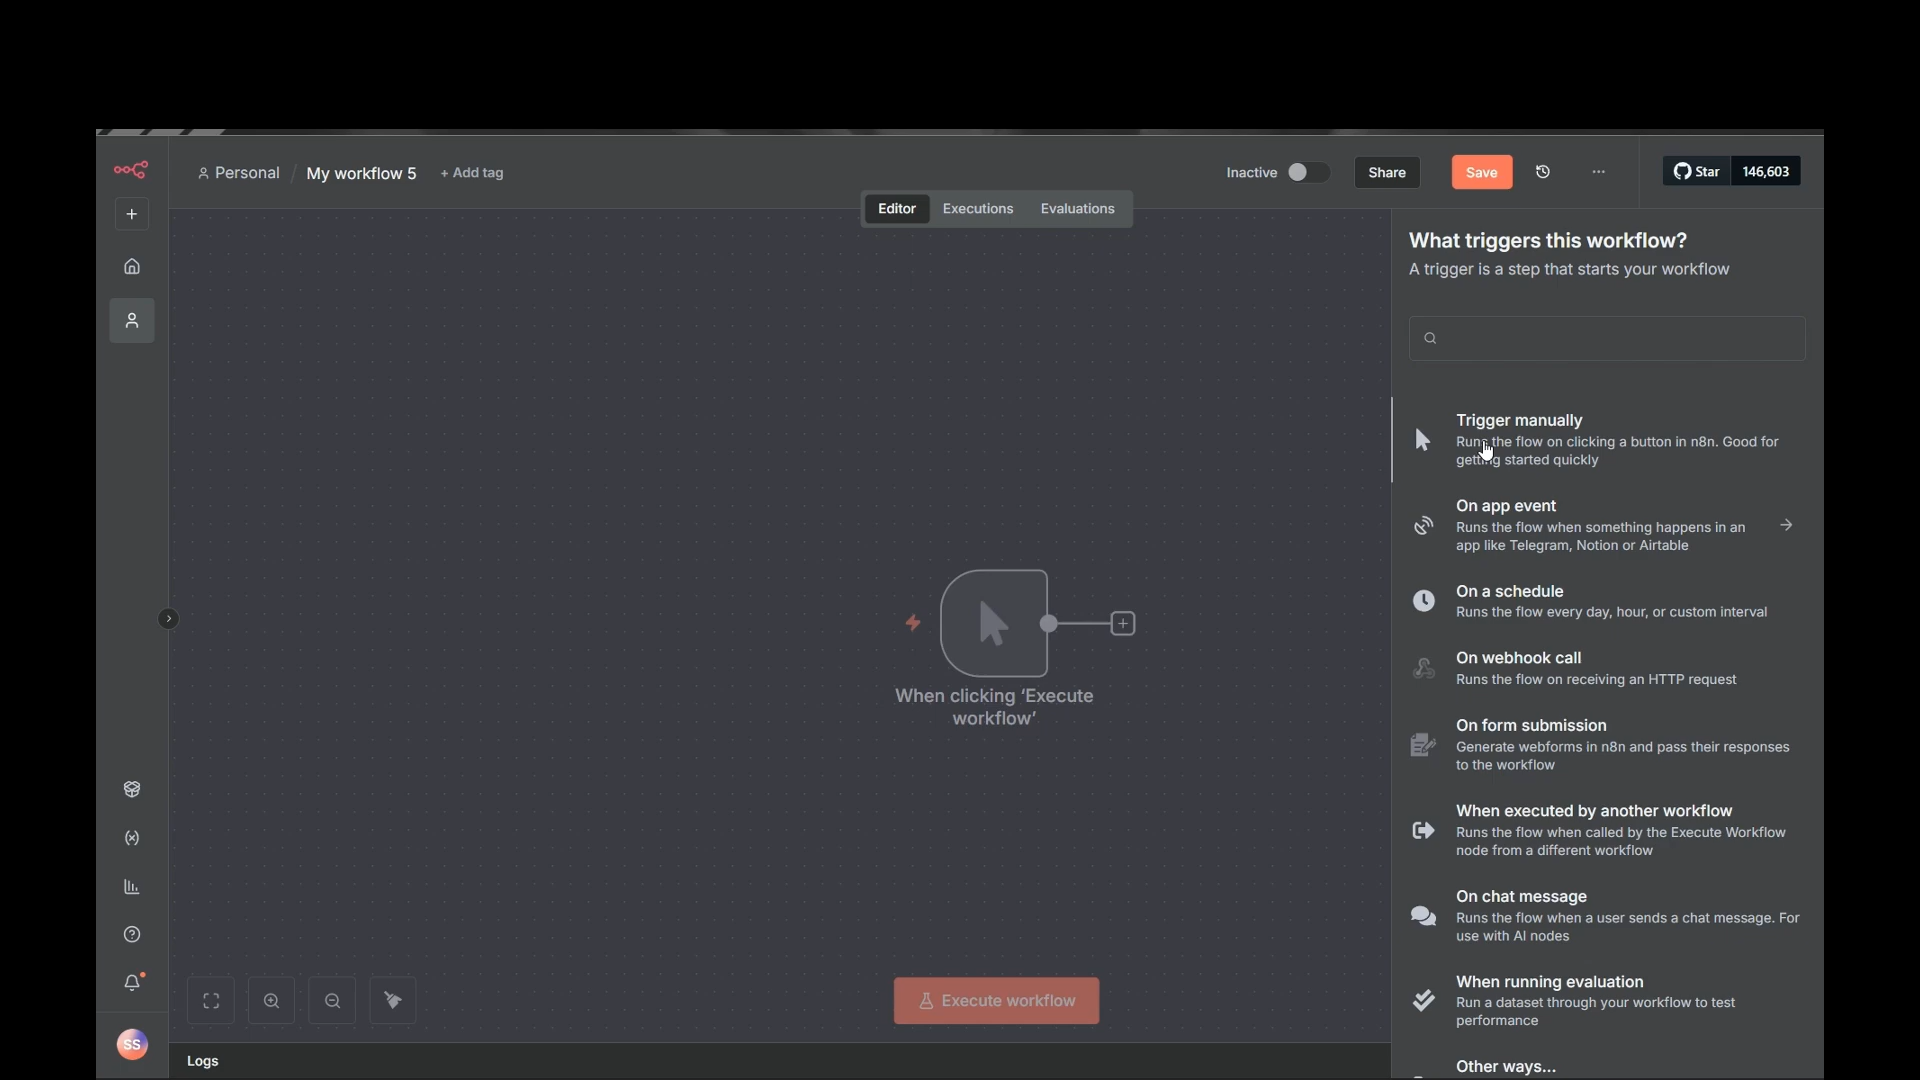 Personal / My workflow 5 + Add tag
Inactive Share Save ... Star 146,603
Editor Executions Evaluations
What triggers this workflow?
A trigger is a step that starts your workflow
Trigger manually
Runs the flow on clicking a button in n8n. Good for
getting started quickly
On app event
Runs the flow when something happens in an
app like Telegram, Notion or Airtable
On a schedule
Runs the flow every day, hour, or custom interval
On webhook call
Runs the flow on receiving an HTTP request
On form submission
Generate webforms in n8n and pass their responses
to the workflow
When executed by another workflow
Runs the flow when called by the Execute Workflow
node from a different workflow
On chat message
Runs the flow when a user sends a chat message. For
use with AI nodes
When running evaluation
Run a dataset through your workflow to test
performance
Other ways...
When clicking ‘Execute
workflow’
Execute workflow
SS
Logs